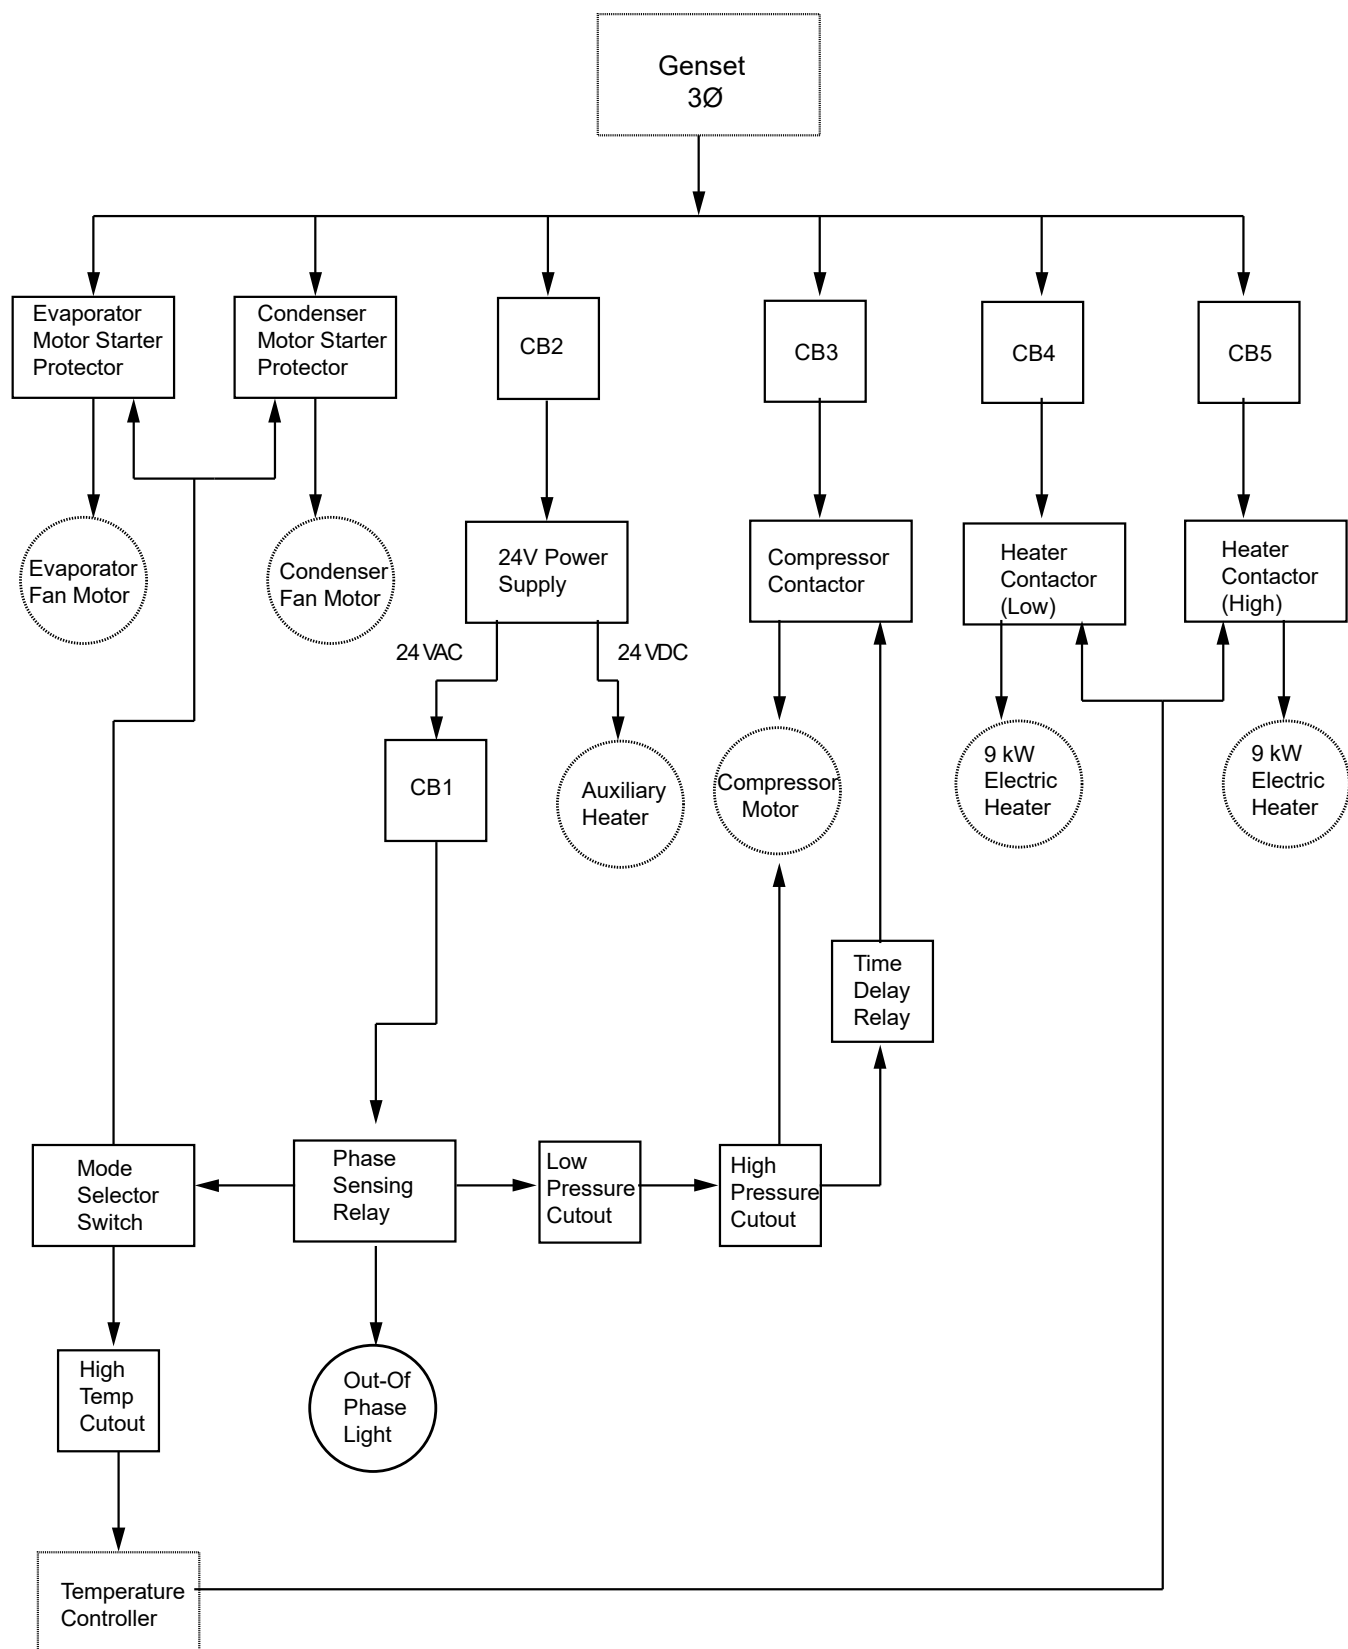 Genset
3Ø
Evaporator
Motor Starter
Protector
Condenser
Motor Starter
Protector
CB2
CB3
CB4
CB5
Evaporator
Fan Motor
Condenser
Fan Motor
24V Power
Supply
Compressor
Contactor
Heater
Contactor
(Low)
Heater
Contactor
(High)
24 VAC
24 VDC
CB1
Auxiliary
Heater
Compressor
Motor
9 kW
Electric
Heater
9 kW
Electric
Heater
Time
Delay
Relay
Mode
Selector
Switch
Phase
Sensing
Relay
Low
Pressure
Cutout
High
Pressure
Cutout
High
Temp
Cutout
Out-Of
Phase
Light
Temperature
Controller